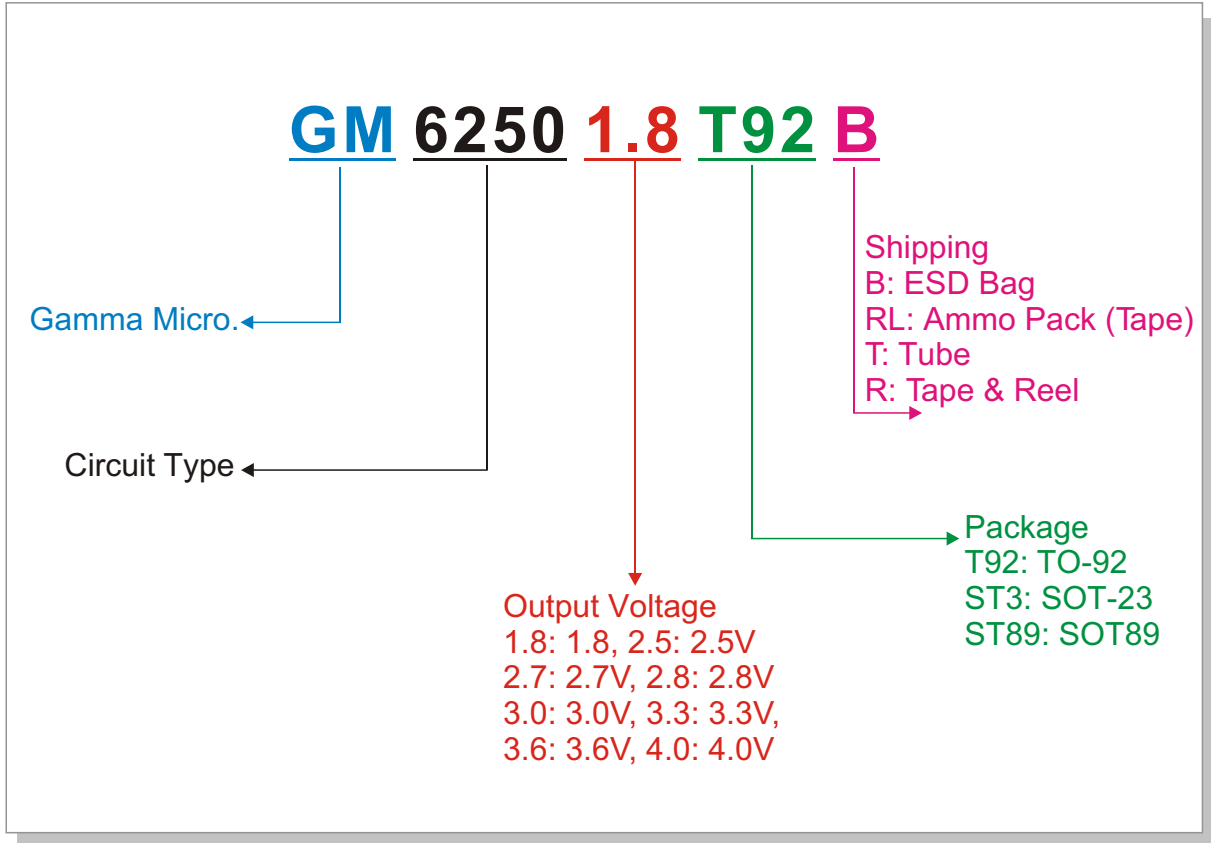 GM 6250 1.8 T92 B
Shipping
B: ESD Bag
RL: Ammo Pack (Tape)
T: Tube
R: Tape & Reel
Gamma Micro.
Circuit Type
Package
T92: TO-92
ST3: SOT-23
ST89: SOT89
Output Voltage
1.8: 1.8, 2.5: 2.5V
2.7: 2.7V, 2.8: 2.8V
3.0: 3.0V, 3.3: 3.3V,
3.6: 3.6V, 4.0: 4.0V